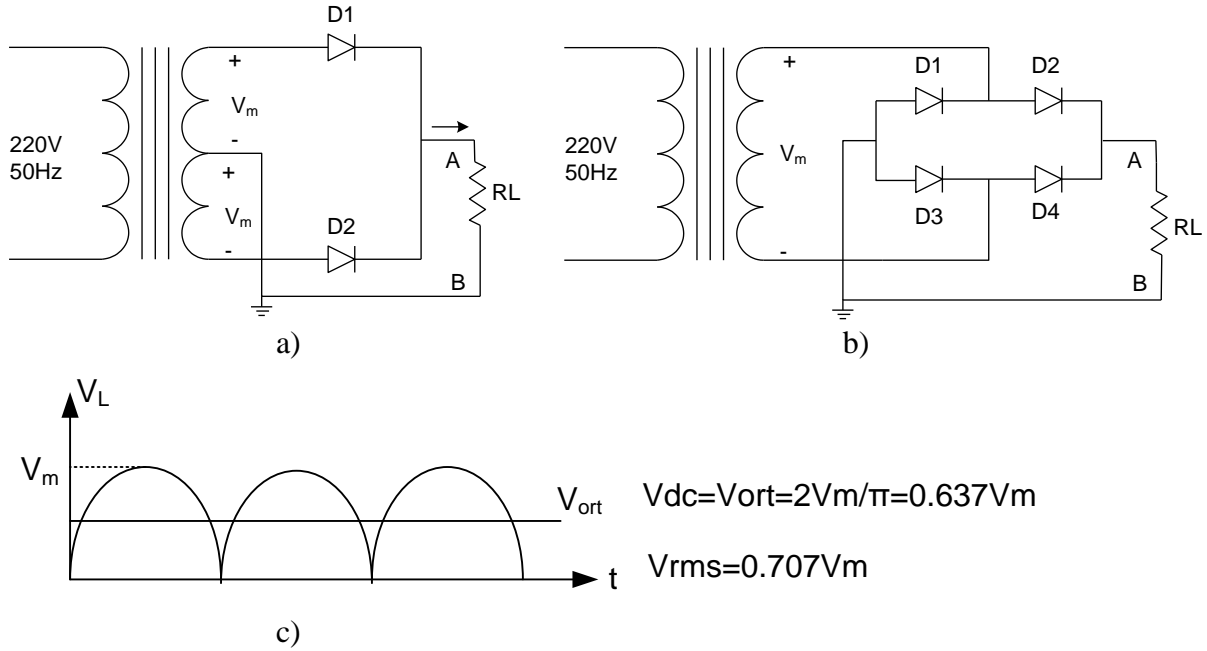 D1
+
Vm
-
+
Vm
-
220V
50Hz
D2
A
RL
B
a)
+
Vm
-
220V
50Hz
D1
D2
D3
D4
A
RL
B
b)
VL
Vm
Vort
t
c)
Vdc=Vort=2Vm/π=0.637Vm
Vrms=0.707Vm